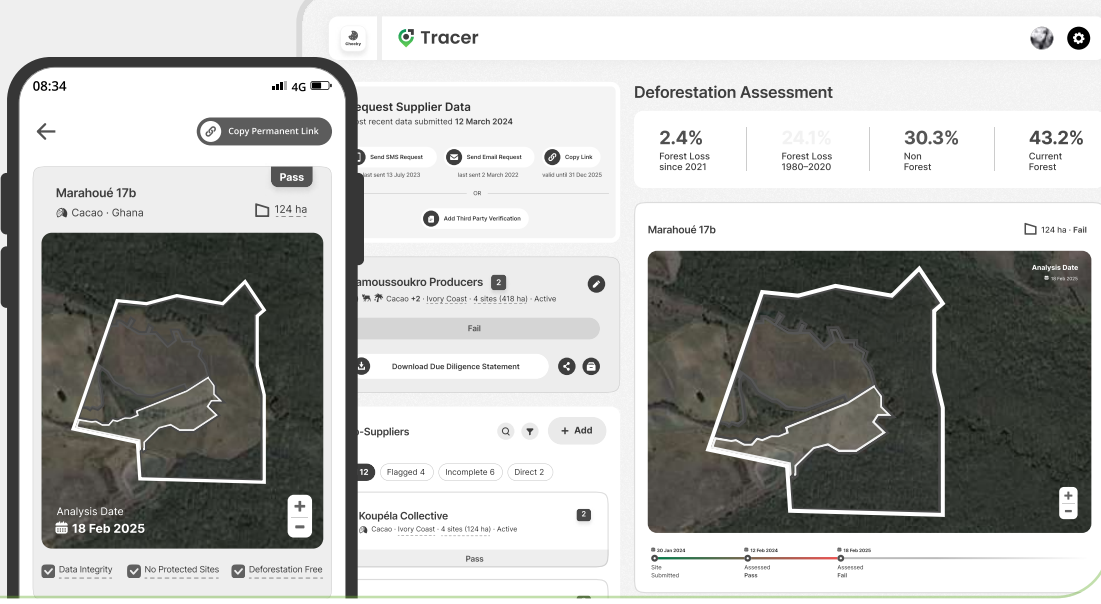 08:34
4G
Copy Permanent Link
Pass
Marahoué 17b
Cacao · Ghana
124 ha
Analysis Date
18 Feb 2025
+
−
Data Integrity
No Protected Sites
Deforestation Free
Cheeky
Tracer
equest Supplier Data
ost recent data submitted 12 March 2024
Send SMS Request
Send Email Request
Copy Link
last sent 13 July 2023
last sent 2 March 2022
valid until 31 Dec 2025
OR
Add Third Party Verification
amoussoukro Producers
2
Cacao +2 · Ivory Coast · 4 sites (418 ha) · Active
Fail
Download Due Diligence Statement
-Suppliers
+ Add
12
Flagged 4
Incomplete 6
Direct 2
Koupéla Collective
2
Cacao · Ivory Coast · 4 sites (124 ha) · Active
Pass
Deforestation Assessment
2.4%
Forest Loss
since 2021
24.1%
Forest Loss
1980–2020
30.3%
Non
Forest
43.2%
Current
Forest
Marahoué 17b
124 ha · Fail
Analysis Date
18 Feb 2025
+
−
30 Jan 2024
Site
Submitted
12 Feb 2024
Assessed
Pass
18 Feb 2025
Assessed
Fail